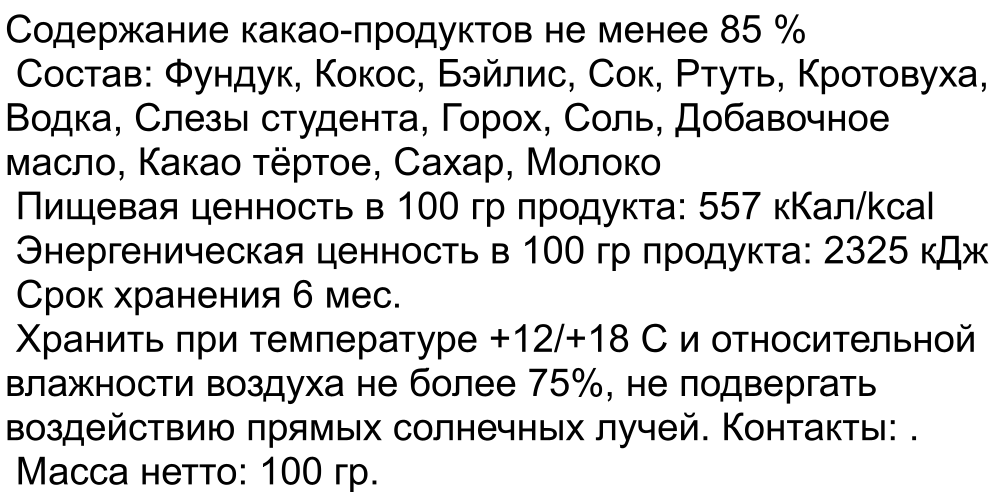 Содержание какао-продуктов не менее 85 %
Состав: Фундук, Кокос, Бэйлис, Сок, Ртуть, Кротовуха,
Водка, Слезы студента, Горох, Соль, Добавочное
масло, Какао тёртое, Сахар, Молоко
Пищевая ценность в 100 гр продукта: 557 кКал/kcal
Энергеническая ценность в 100 гр продукта: 2325 кДж
Срок хранения 6 мес.
Хранить при температуре +12/+18 С и относительной
влажности воздуха не более 75%, не подвергать
воздействию прямых солнечных лучей. Контакты: .
Масса нетто: 100 гр.